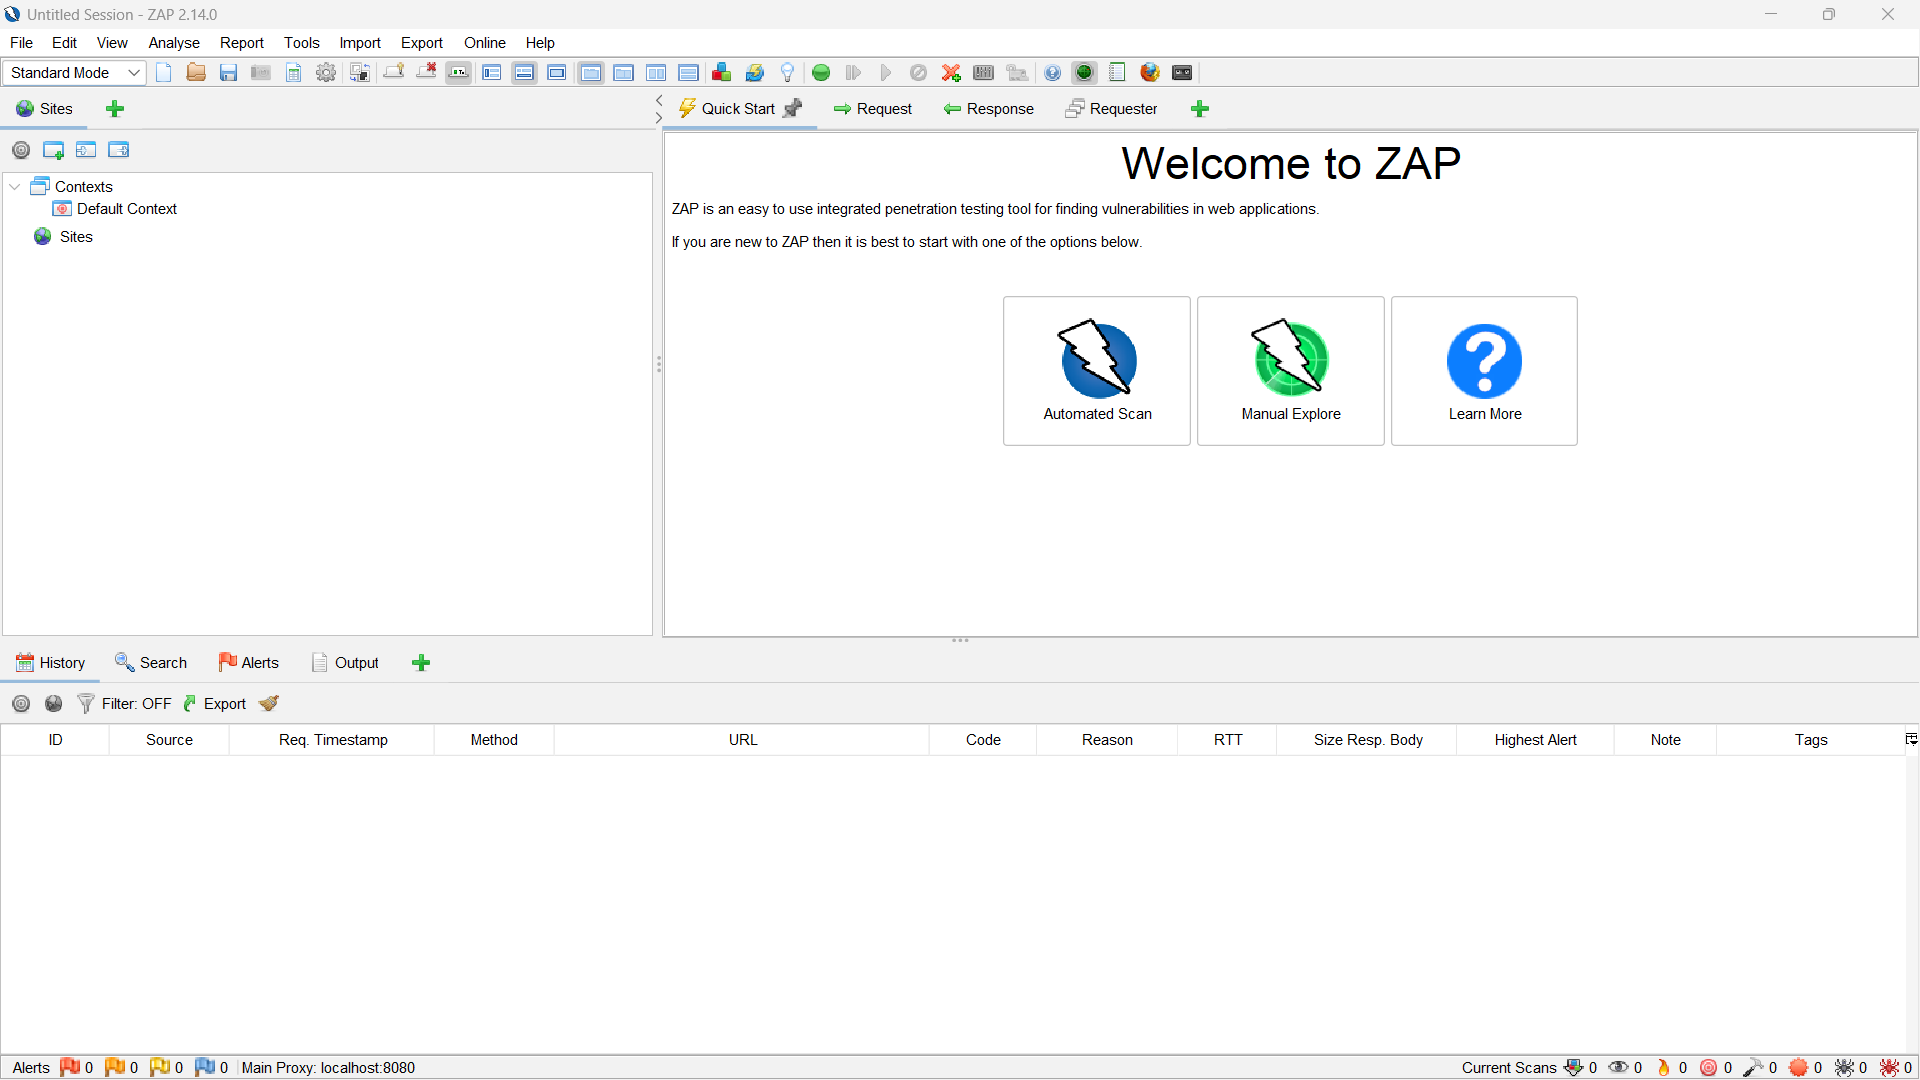 Untitled Session - ZAP 2.14.0
File Edit View Analyse Report Tools Import Export Online Help
Standard Mode
Sites
Quick Start Request Response Requester
Contexts
Default Context
Sites
Welcome to ZAP
ZAP is an easy to use integrated penetration testing tool for finding vulnerabilities in web applications.
If you are new to ZAP then it is best to start with one of the options below.
Automated Scan Manual Explore Learn More
History Search Alerts Output
Filter: OFF Export
ID Source Req. Timestamp Method URL Code Reason RTT Size Resp. Body Highest Alert Note Tags
Alerts 0 0 0 0 Main Proxy: localhost:8080 Current Scans 0 0 0 0 0 0 0 0